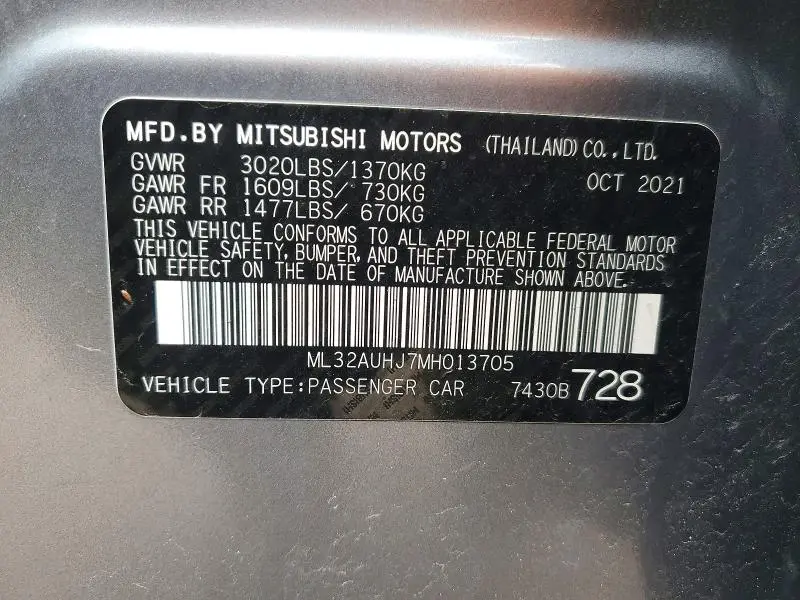 MFD.BY MITSUBISHI MOTORS (THAILAND)CO.,LTD.
GVWR 3020LBS/1370KG OCT 2021
GAWR FR 1609LBS/ 730KG
GAWR RR 1477LBS/ 670KG
THIS VEHICLE CONFORMS TO ALL APPLICABLE FEDERAL MOTOR
VEHICLE SAFETY, BUMPER, AND THEFT PREVENTION STANDARDS
IN EFFECT ON THE DATE OF MANUFACTURE SHOWN ABOVE.
ML32AUHJ7MH013705
VEHICLE TYPE:PASSENGER CAR 7430B 728